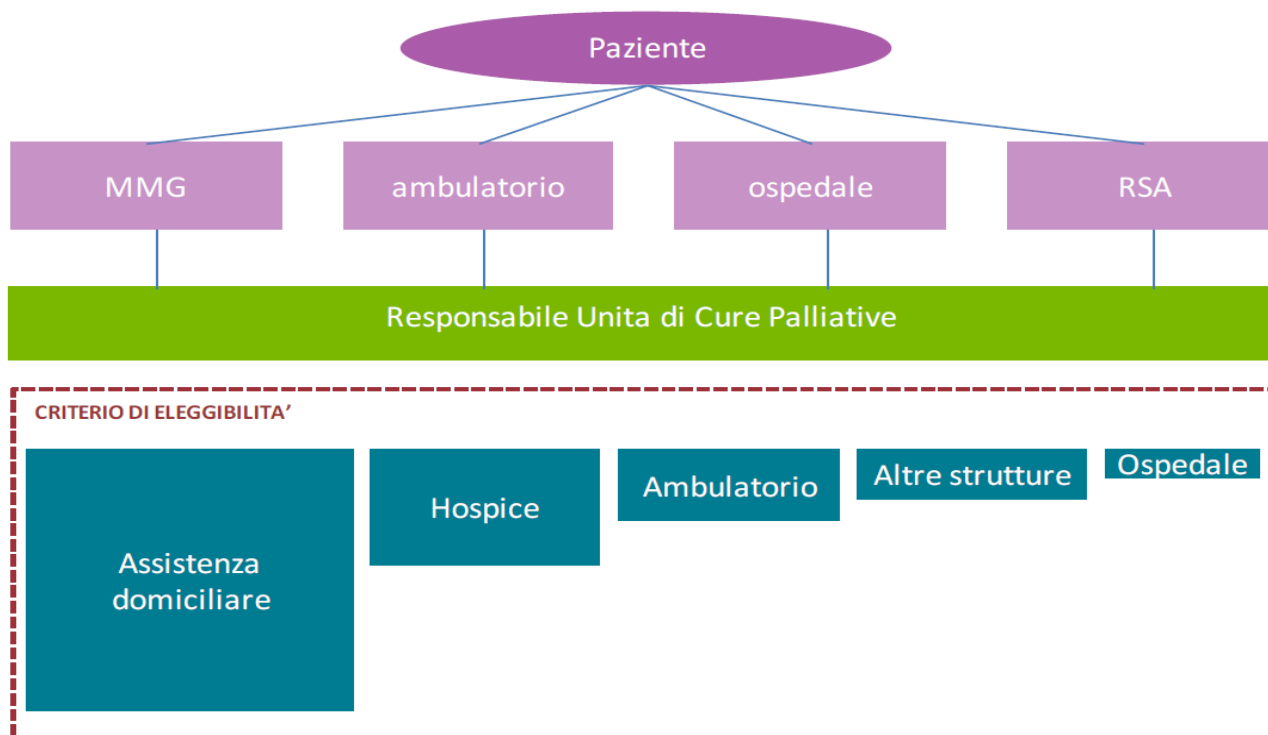 Paziente
MMG
ambulatorio
ospedale
RSA
Responsabile Unita di Cure Palliative
CRITERIO DI ELEGGIBILITA’
Assistenza
domiciliare
Hospice
Ambulatorio
Altre strutture
Ospedale